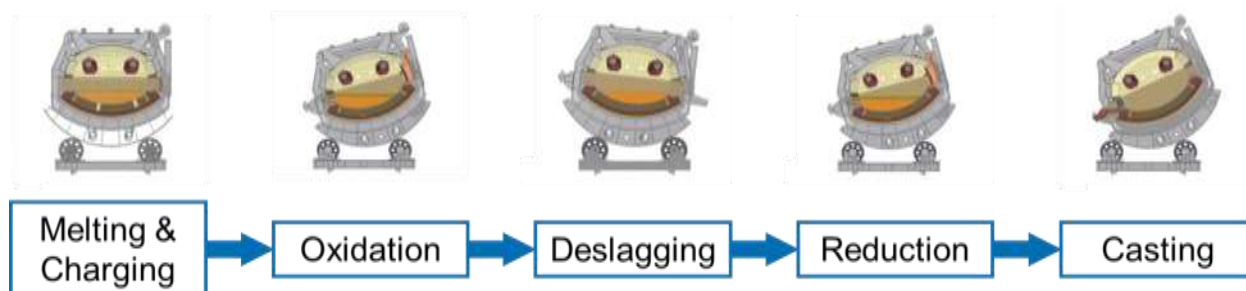 Melting &
Charging
Oxidation
Deslagging
Reduction
Casting